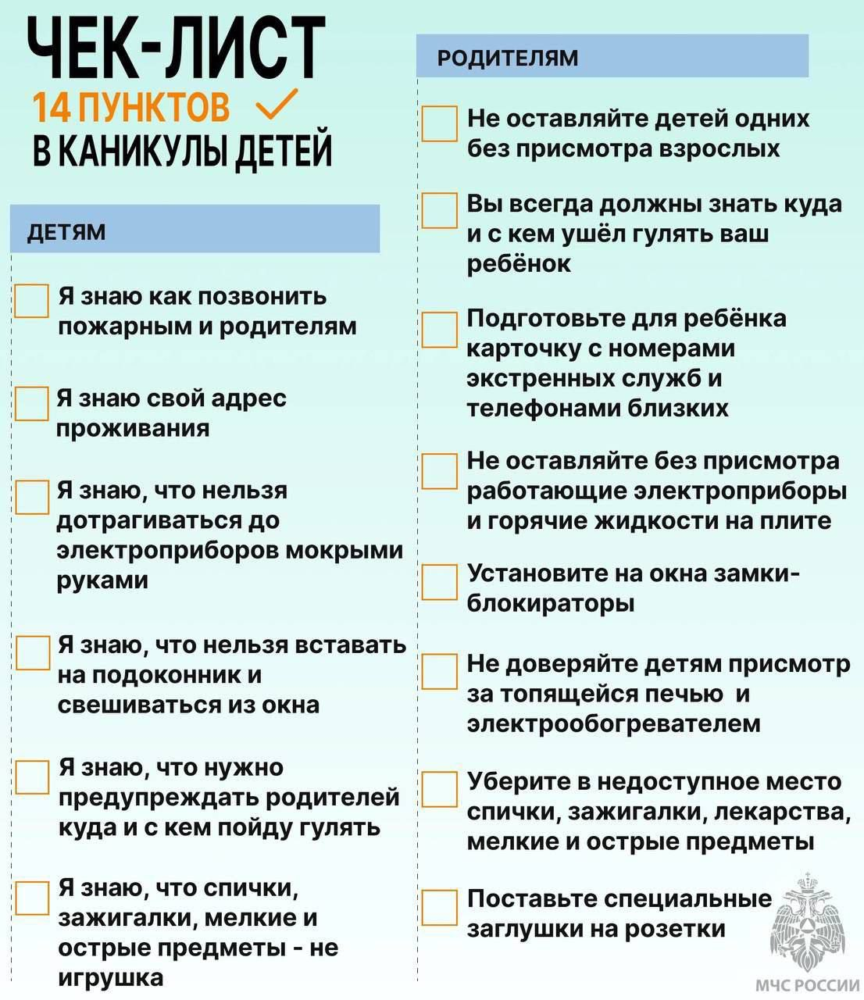 ЧЕК-ЛИСТ
14 ПУНКТОВ
В КАНИКУЛЫ ДЕТЕЙ
ДЕТЯМ
Я знаю как позвонить
пожарным и родителям
Я знаю свой адрес
проживания
Я знаю, что нельзя
дотрагиваться до
электроприборов мокрыми
руками
Я знаю, что нельзя вставать
на подоконник и
свешиваться из окна
Я знаю, что нужно
предупреждать родителей
куда и с кем пойду гулять
Я знаю, что спички,
зажигалки, мелкие и
острые предметы - не
игрушка
РОДИТЕЛЯМ
Не оставляйте детей одних
без присмотра взрослых
Вы всегда должны знать куда
и с кем ушёл гулять ваш
ребёнок
Подготовьте для ребёнка
карточку с номерами
экстренных служб и
телефонами близких
Не оставляйте без присмотра
работающие электроприборы
и горячие жидкости на плите
Установите на окна замки-
блокираторы
Не доверяйте детям присмотр
за топящейся печью и
электрообогревателем
Уберите в недоступное место
спички, зажигалки, лекарства,
мелкие и острые предметы
Поставьте специальные
заглушки на розетки
МЧС РОССИИ